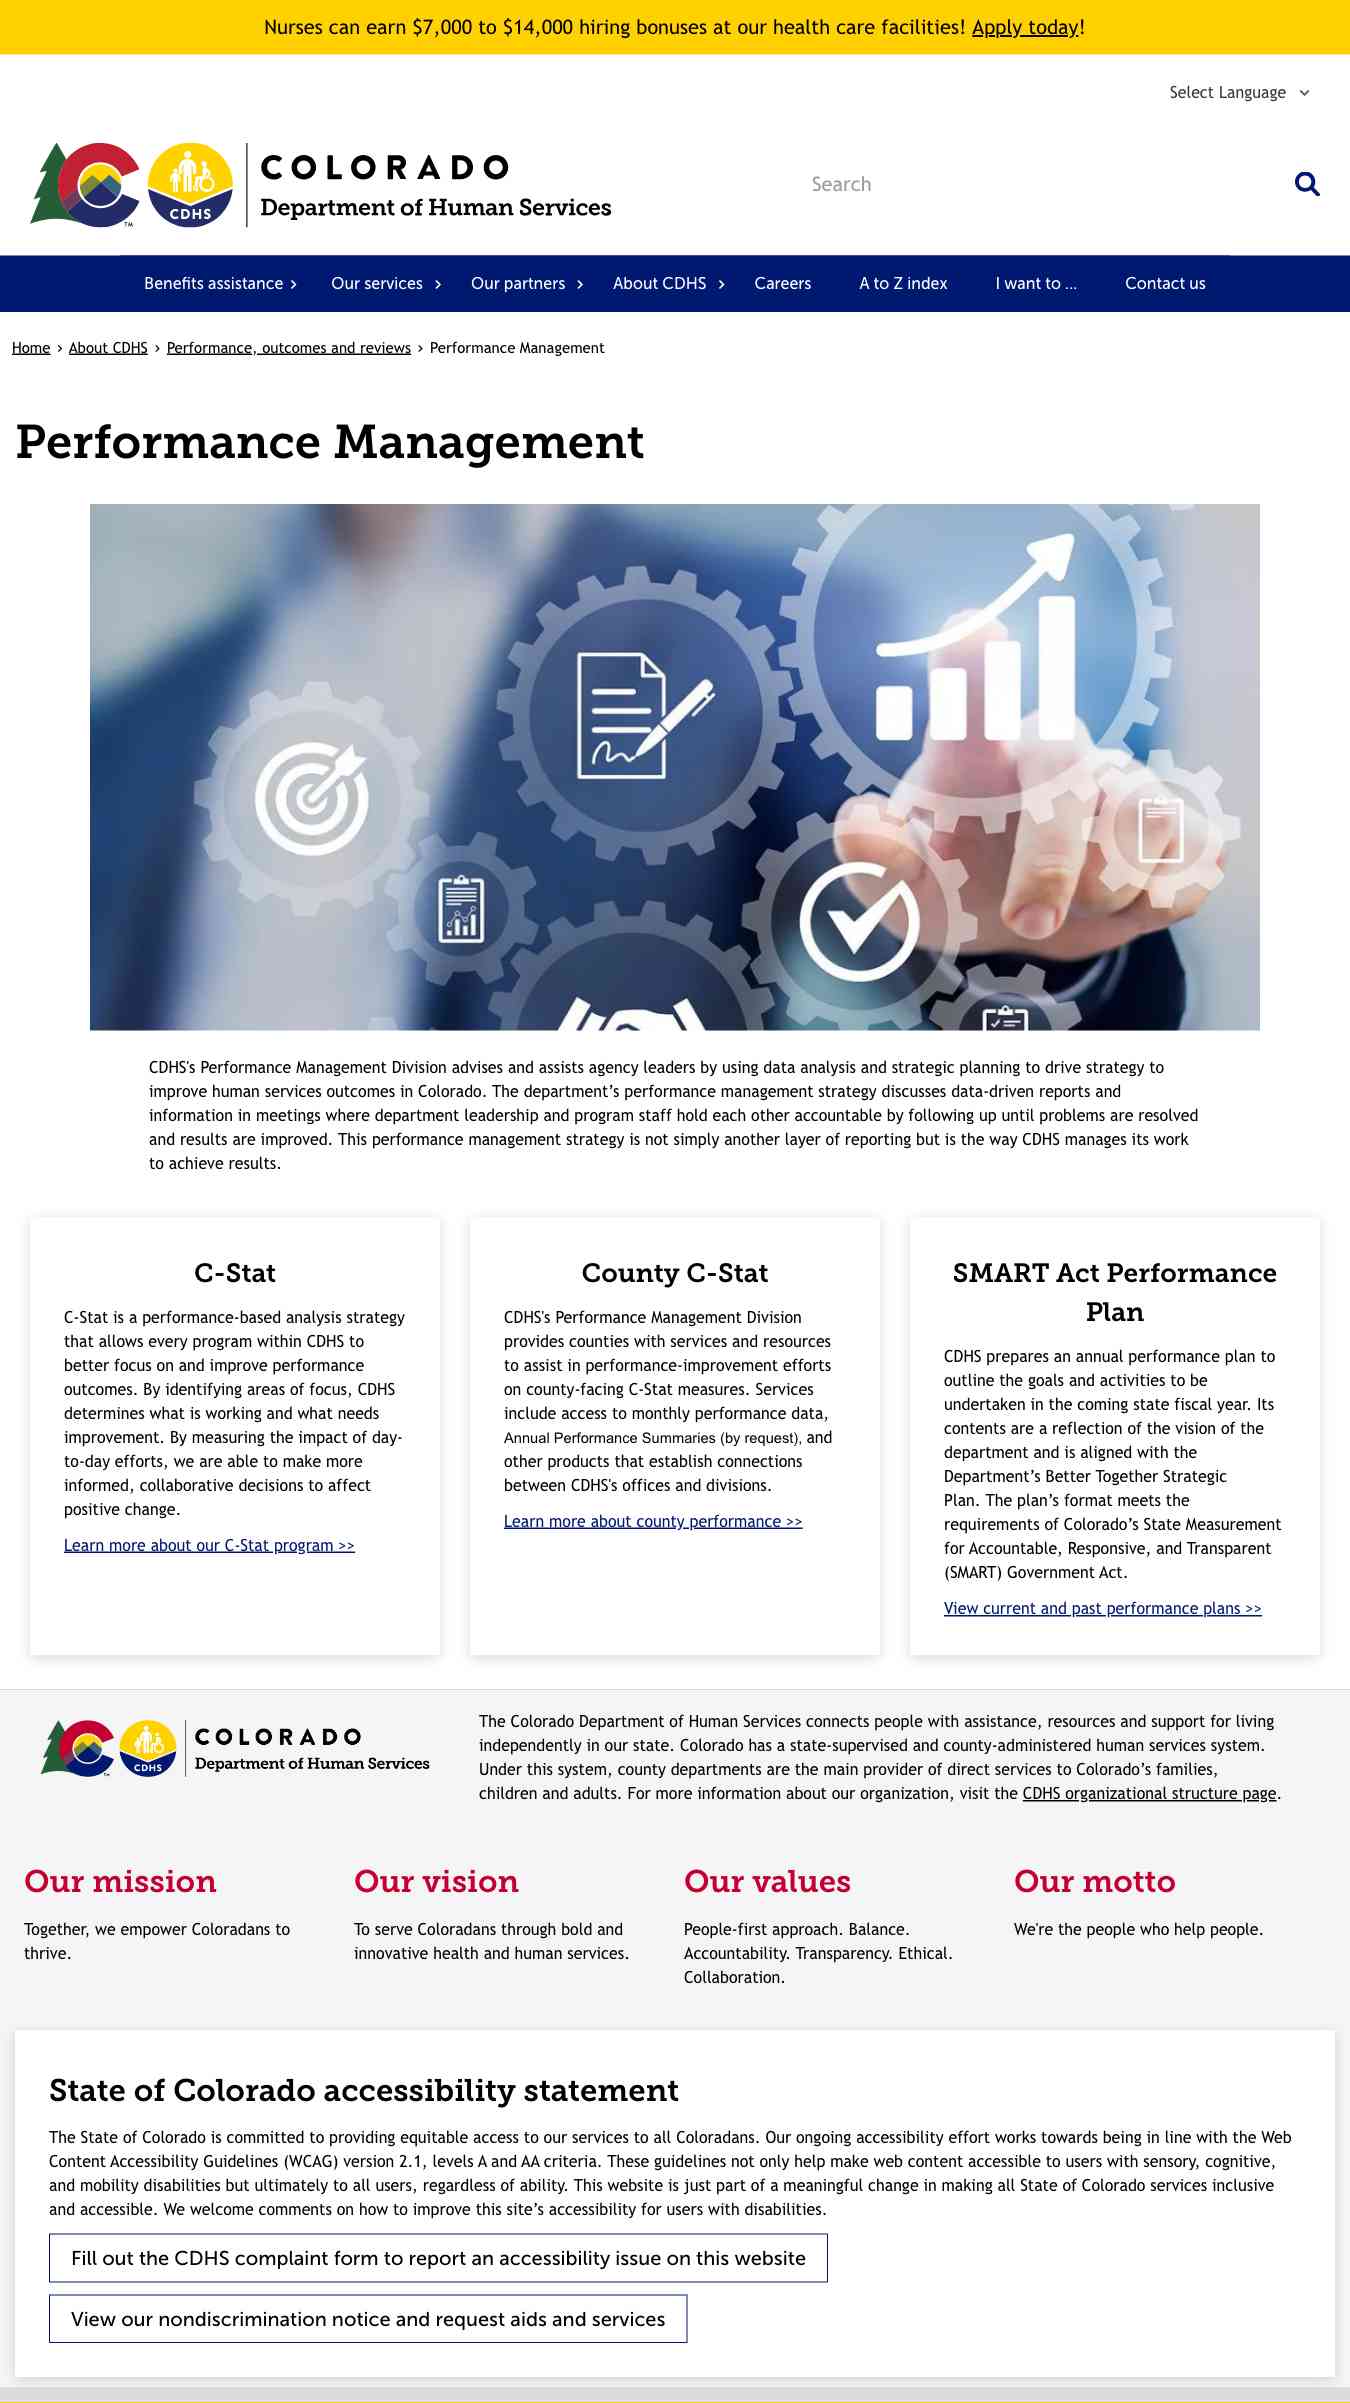 Nurses can earn $7,000 to $14,000 hiring bonuses at our health care facilities! Apply today!
Select Language
COLORADO
Department of Human Services
CDHS
TM
Search
Benefits assistance › Our services › Our partners › About CDHS › Careers A to Z index I want to ... Contact us
Home › About CDHS › Performance, outcomes and reviews › Performance Management
Performance Management
CDHS's Performance Management Division advises and assists agency leaders by using data analysis and strategic planning to drive strategy to
improve human services outcomes in Colorado. The department’s performance management strategy discusses data-driven reports and
information in meetings where department leadership and program staff hold each other accountable by following up until problems are resolved
and results are improved. This performance management strategy is not simply another layer of reporting but is the way CDHS manages its work
to achieve results.
C-Stat
C-Stat is a performance-based analysis strategy
that allows every program within CDHS to
better focus on and improve performance
outcomes. By identifying areas of focus, CDHS
determines what is working and what needs
improvement. By measuring the impact of day-
to-day efforts, we are able to make more
informed, collaborative decisions to affect
positive change.
Learn more about our C-Stat program >>
County C-Stat
CDHS's Performance Management Division
provides counties with services and resources
to assist in performance-improvement efforts
on county-facing C-Stat measures. Services
include access to monthly performance data,
Annual Performance Summaries (by request), and
other products that establish connections
between CDHS's offices and divisions.
Learn more about county performance >>
SMART Act Performance
Plan
CDHS prepares an annual performance plan to
outline the goals and activities to be
undertaken in the coming state fiscal year. Its
contents are a reflection of the vision of the
department and is aligned with the
Department’s Better Together Strategic
Plan. The plan’s format meets the
requirements of Colorado’s State Measurement
for Accountable, Responsive, and Transparent
(SMART) Government Act.
View current and past performance plans >>
COLORADO
Department of Human Services
CDHS
TM
The Colorado Department of Human Services connects people with assistance, resources and support for living
independently in our state. Colorado has a state-supervised and county-administered human services system.
Under this system, county departments are the main provider of direct services to Colorado’s families,
children and adults. For more information about our organization, visit the CDHS organizational structure page.
Our mission
Together, we empower Coloradans to
thrive.
Our vision
To serve Coloradans through bold and
innovative health and human services.
Our values
People-first approach. Balance.
Accountability. Transparency. Ethical.
Collaboration.
Our motto
We're the people who help people.
State of Colorado accessibility statement
The State of Colorado is committed to providing equitable access to our services to all Coloradans. Our ongoing accessibility effort works towards being in line with the Web
Content Accessibility Guidelines (WCAG) version 2.1, levels A and AA criteria. These guidelines not only help make web content accessible to users with sensory, cognitive,
and mobility disabilities but ultimately to all users, regardless of ability. This website is just part of a meaningful change in making all State of Colorado services inclusive
and accessible. We welcome comments on how to improve this site’s accessibility for users with disabilities.
Fill out the CDHS complaint form to report an accessibility issue on this website
View our nondiscrimination notice and request aids and services